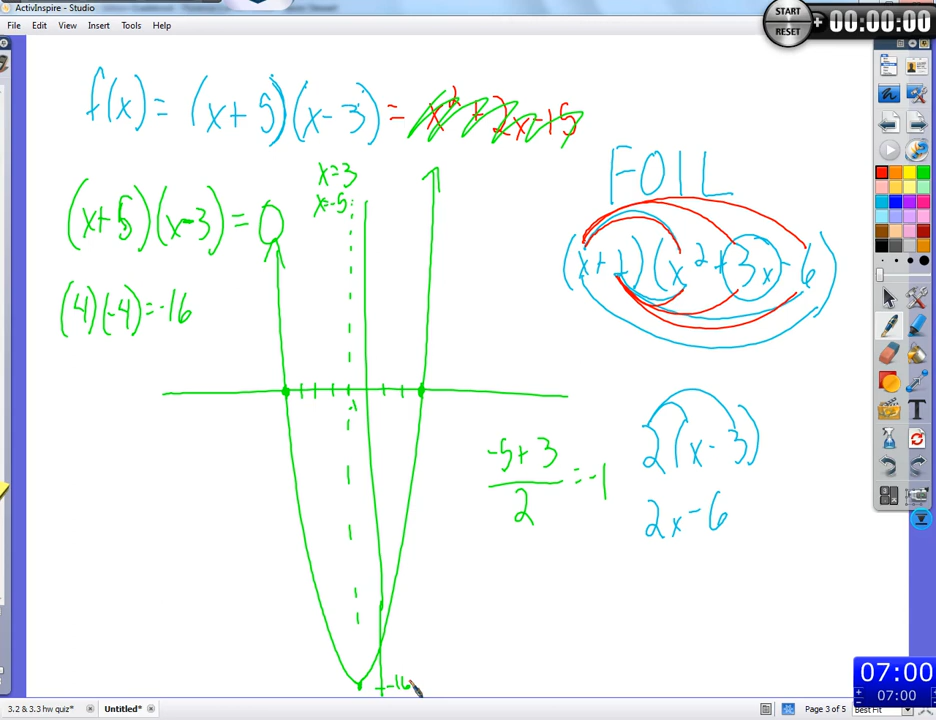 ActivInspire - Studio
File Edit View Insert Tools Help
START
RESET
00:00:00
f(x) = (x+5)(x-3) = x² + 2x - 15
x=3
x=-5
(x+5)(x-3) = 0
(4)(-4) = -16
FOIL
(x+2)(x²+3x-6)
-5+3
2
=-1
2(x-3)
2x-6
-16
07:00
07:00
3.2 & 3.3 hw quiz*
Untitled*
Page 3 of 5
Best Fit